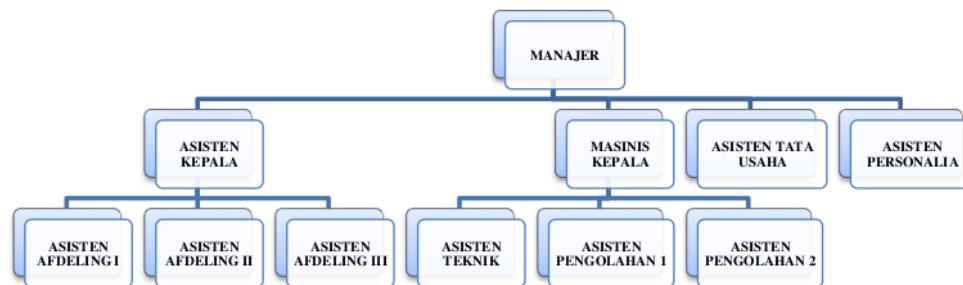 MANAJER
ASISTEN
KEPALA
MASINIS
KEPALA
ASISTEN TATA
USAHA
ASISTEN
PERSONALIA
ASISTEN
AFDELING I
ASISTEN
AFDELING II
ASISTEN
AFDELING III
ASISTEN
TEKNIK
ASISTEN
PENGOLAHAN 1
ASISTEN
PENGOLAHAN 2